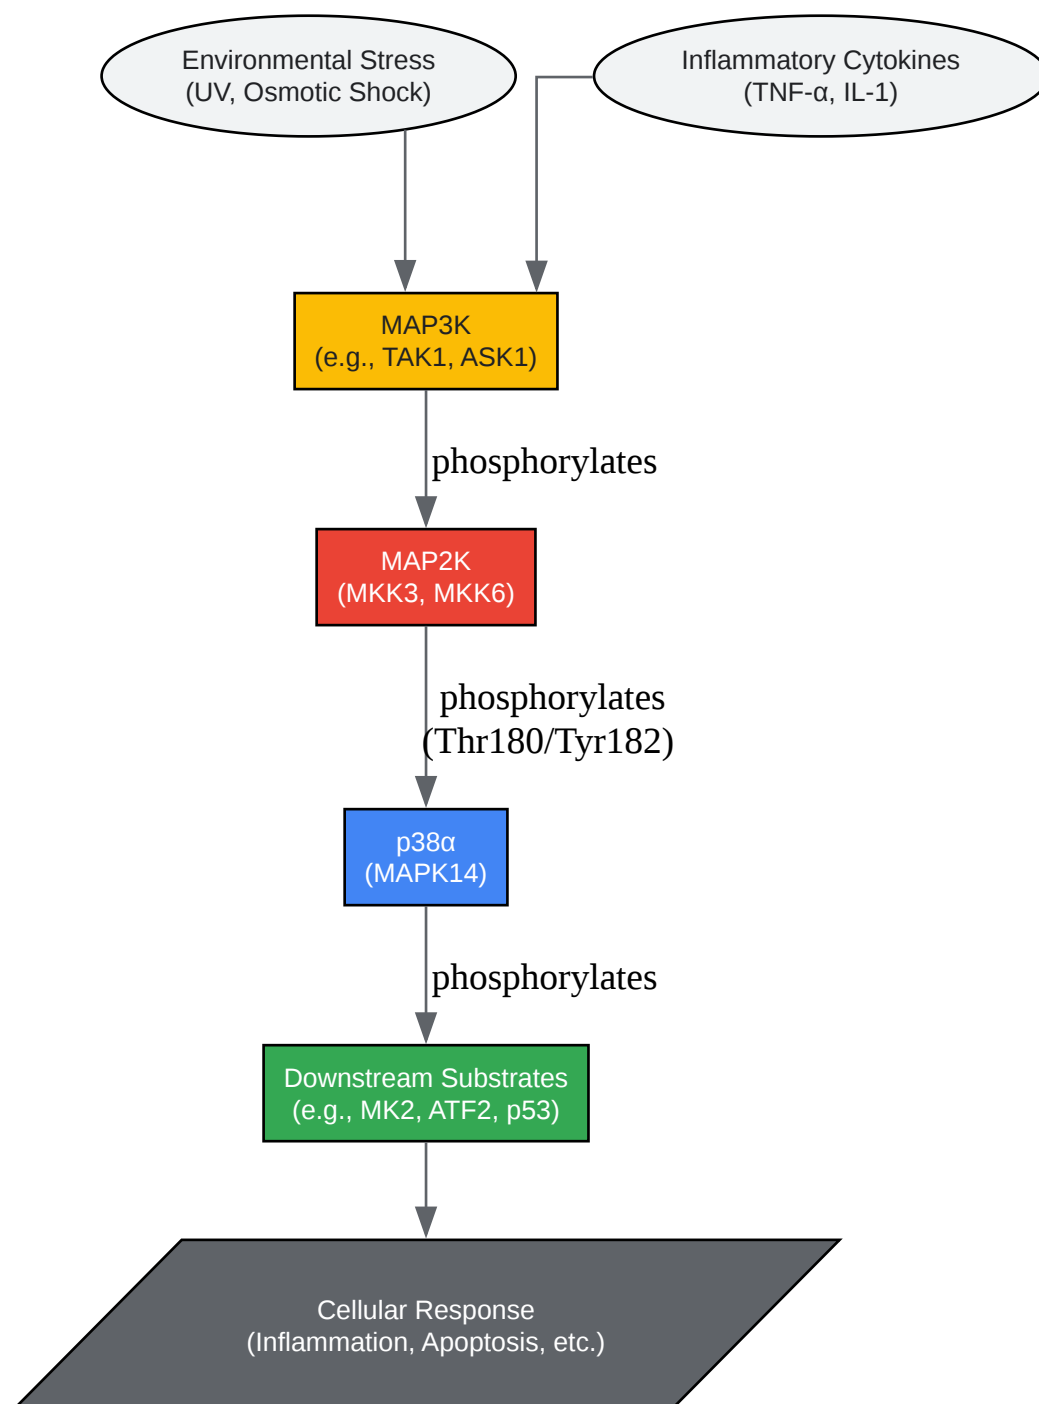 Environmental Stress
(UV, Osmotic Shock)
Inflammatory Cytokines
(TNF-α, IL-1)
MAP3K
(e.g., TAK1, ASK1)
phosphorylates
MAP2K
(MKK3, MKK6)
phosphorylates
(Thr180/Tyr182)
p38α
(MAPK14)
phosphorylates
Downstream Substrates
(e.g., MK2, ATF2, p53)
Cellular Response
(Inflammation, Apoptosis, etc.)